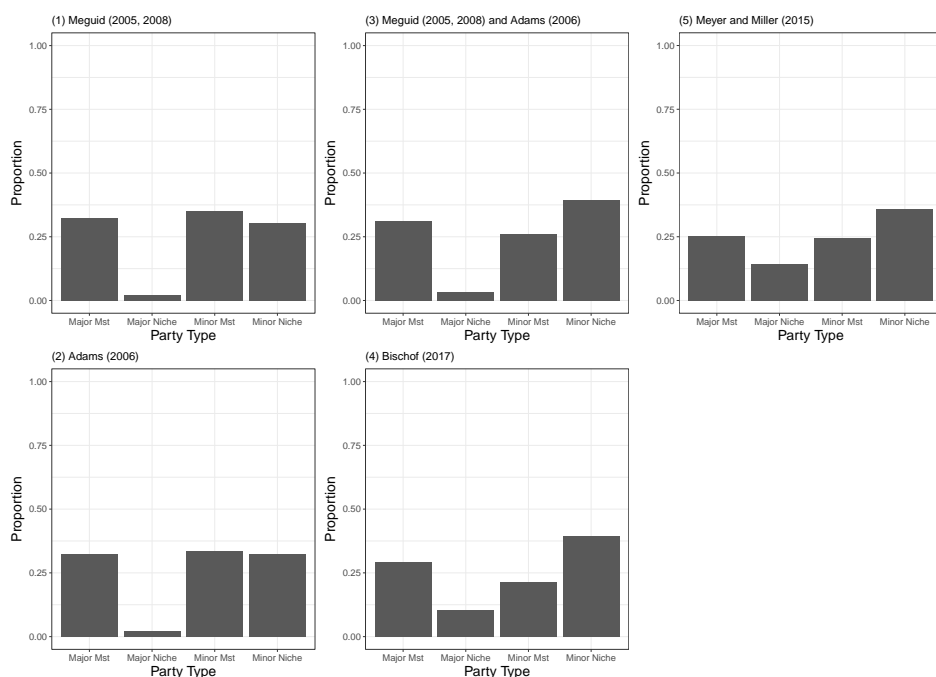 (1) Meguid (2005, 2008)
1.00
0.75
0.50
0.25
0.00
Proportion
Major Mst Major Niche Minor Mst Minor Niche
Party Type
(3) Meguid (2005, 2008) and Adams (2006)
1.00
0.75
0.50
0.25
0.00
Proportion
Major Mst Major Niche Minor Mst Minor Niche
Party Type
(5) Meyer and Miller (2015)
1.00
0.75
0.50
0.25
0.00
Proportion
Major Mst Major Niche Minor Mst Minor Niche
Party Type
(2) Adams (2006)
1.00
0.75
0.50
0.25
0.00
Proportion
Major Mst Major Niche Minor Mst Minor Niche
Party Type
(4) Bischof (2017)
1.00
0.75
0.50
0.25
0.00
Proportion
Major Mst Major Niche Minor Mst Minor Niche
Party Type